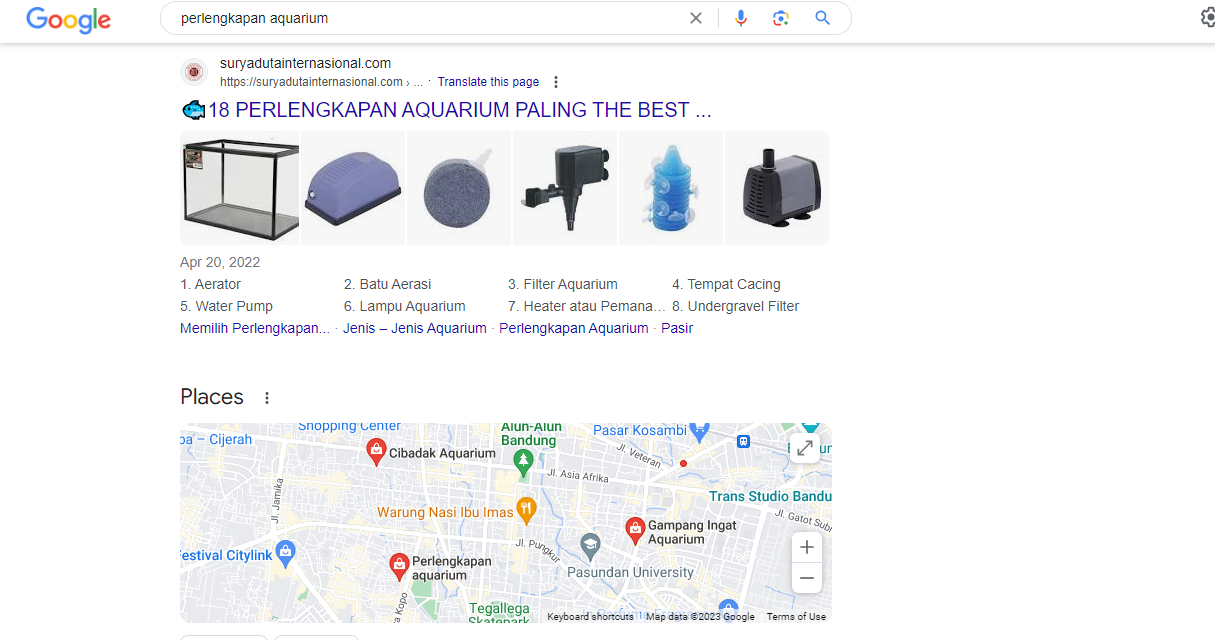 Google
perlengkapan aquarium
suryadutainternasional.com
https://suryadutainternasional.com › ... · Translate this page
18 PERLENGKAPAN AQUARIUM PALING THE BEST ...
Apr 20, 2022
1. Aerator 2. Batu Aerasi 3. Filter Aquarium 4. Tempat Cacing
5. Water Pump 6. Lampu Aquarium 7. Heater atau Pemana... 8. Undergravel Filter
Memilih Perlengkapan... · Jenis – Jenis Aquarium · Perlengkapan Aquarium · Pasir
Places
Shopping Center
Alun-Alun
Bandung
Pasar Kosambi
– Cijerah
Cibadak Aquarium
Jl. Veteran
Jl. Asia Afrika
Jl. Jamika
Trans Studio Bandu
Warung Nasi Ibu Imas
Jl. Gatot Sub
Gampang Ingat
Aquarium
Festival Citylink
Jl. Pungkur
Perlengkapan
aquarium
Pasundan University
Kopo
Tegallega
Skatepark
Keyboard shortcuts Map data ©2023 Google Terms of Use